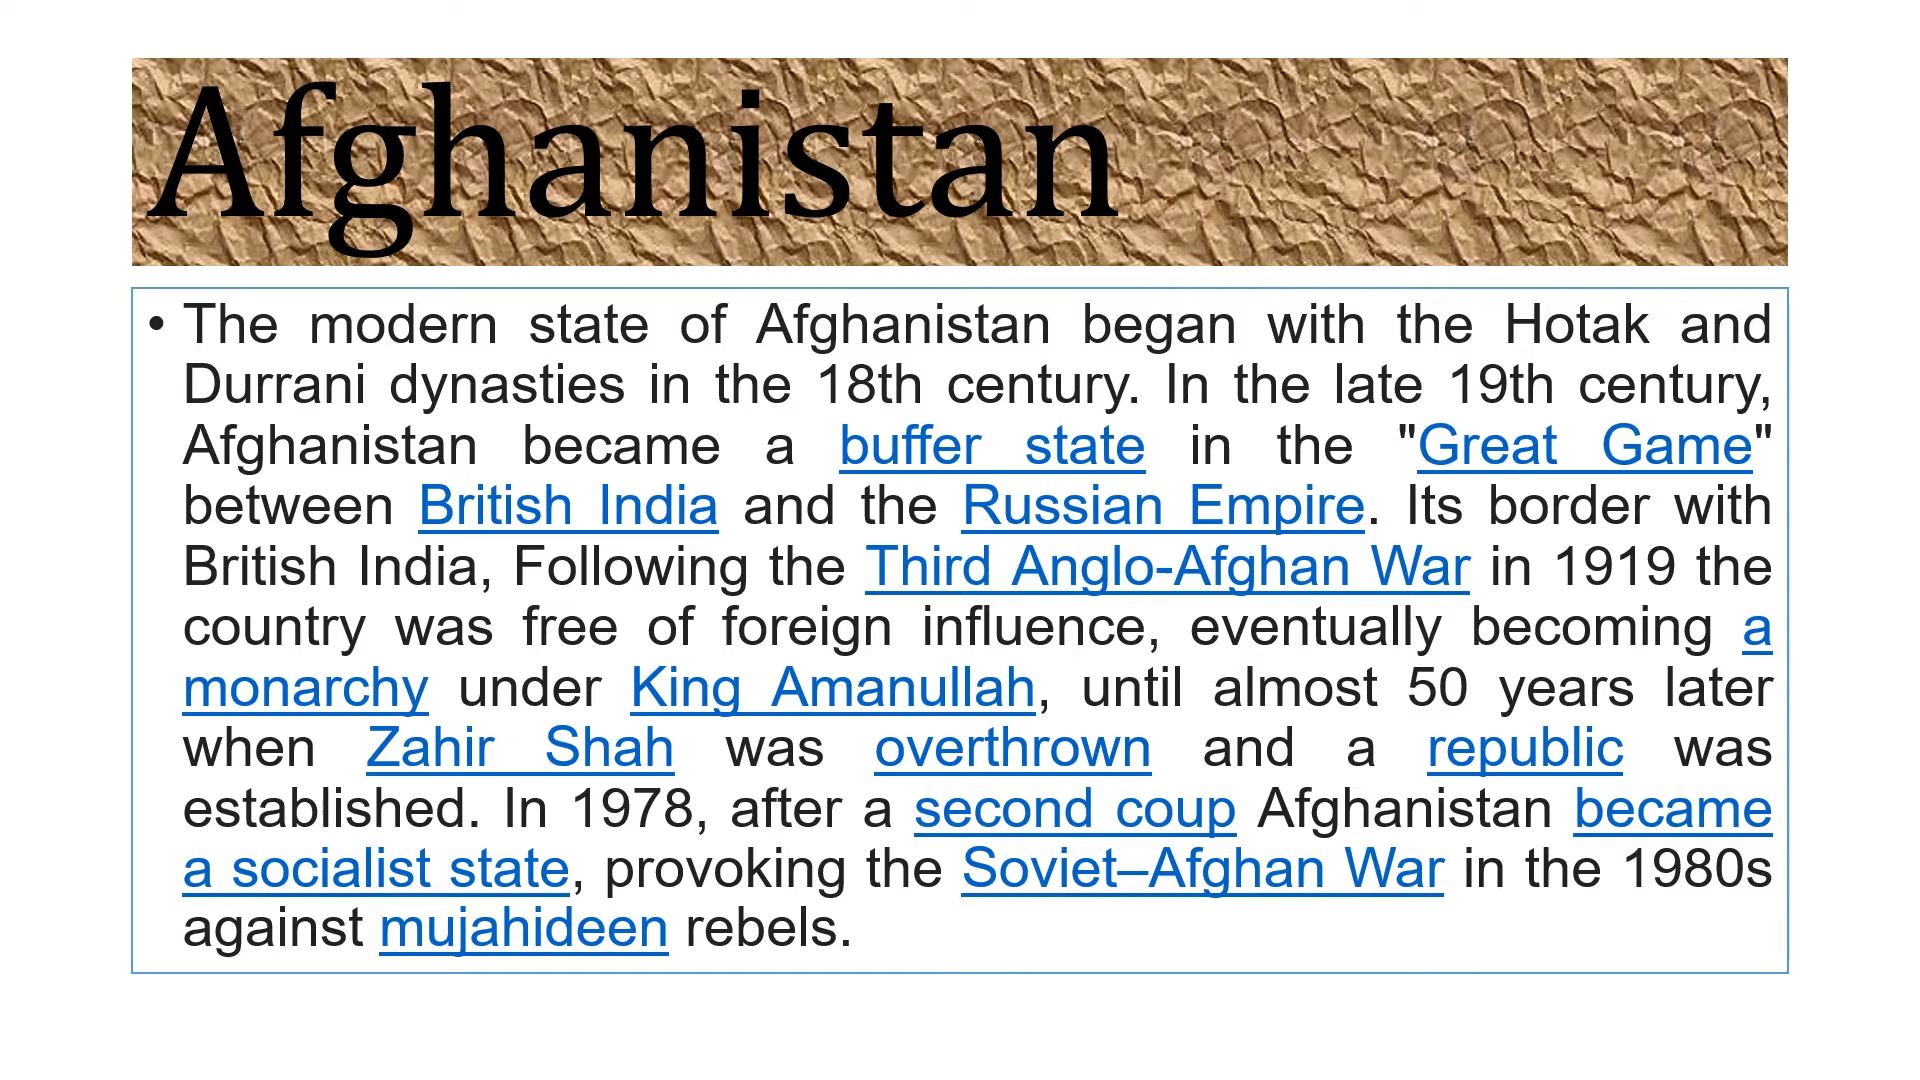 Afghanistan
• The modern state of Afghanistan began with the Hotak and
Durrani dynasties in the 18th century. In the late 19th century,
Afghanistan became a buffer state in the "Great Game"
between British India and the Russian Empire. Its border with
British India, Following the Third Anglo-Afghan War in 1919 the
country was free of foreign influence, eventually becoming a
monarchy under King Amanullah, until almost 50 years later
when Zahir Shah was overthrown and a republic was
established. In 1978, after a second coup Afghanistan became
a socialist state, provoking the Soviet–Afghan War in the 1980s
against mujahideen rebels.